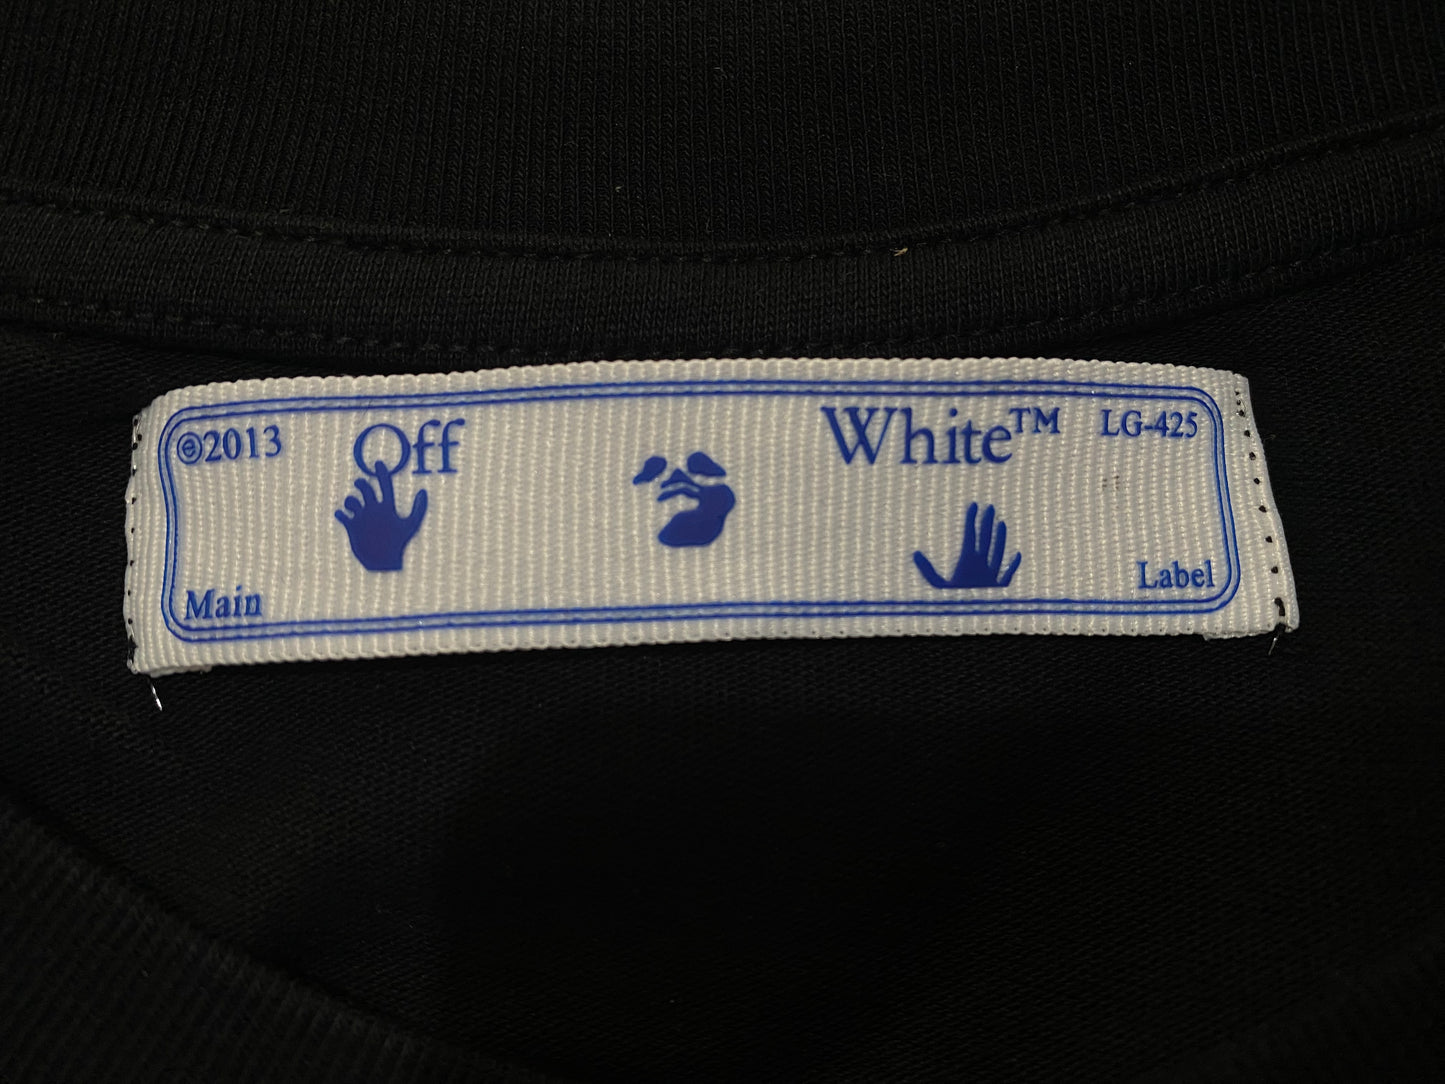 ©2013 Off White™ LG-425
Main Label